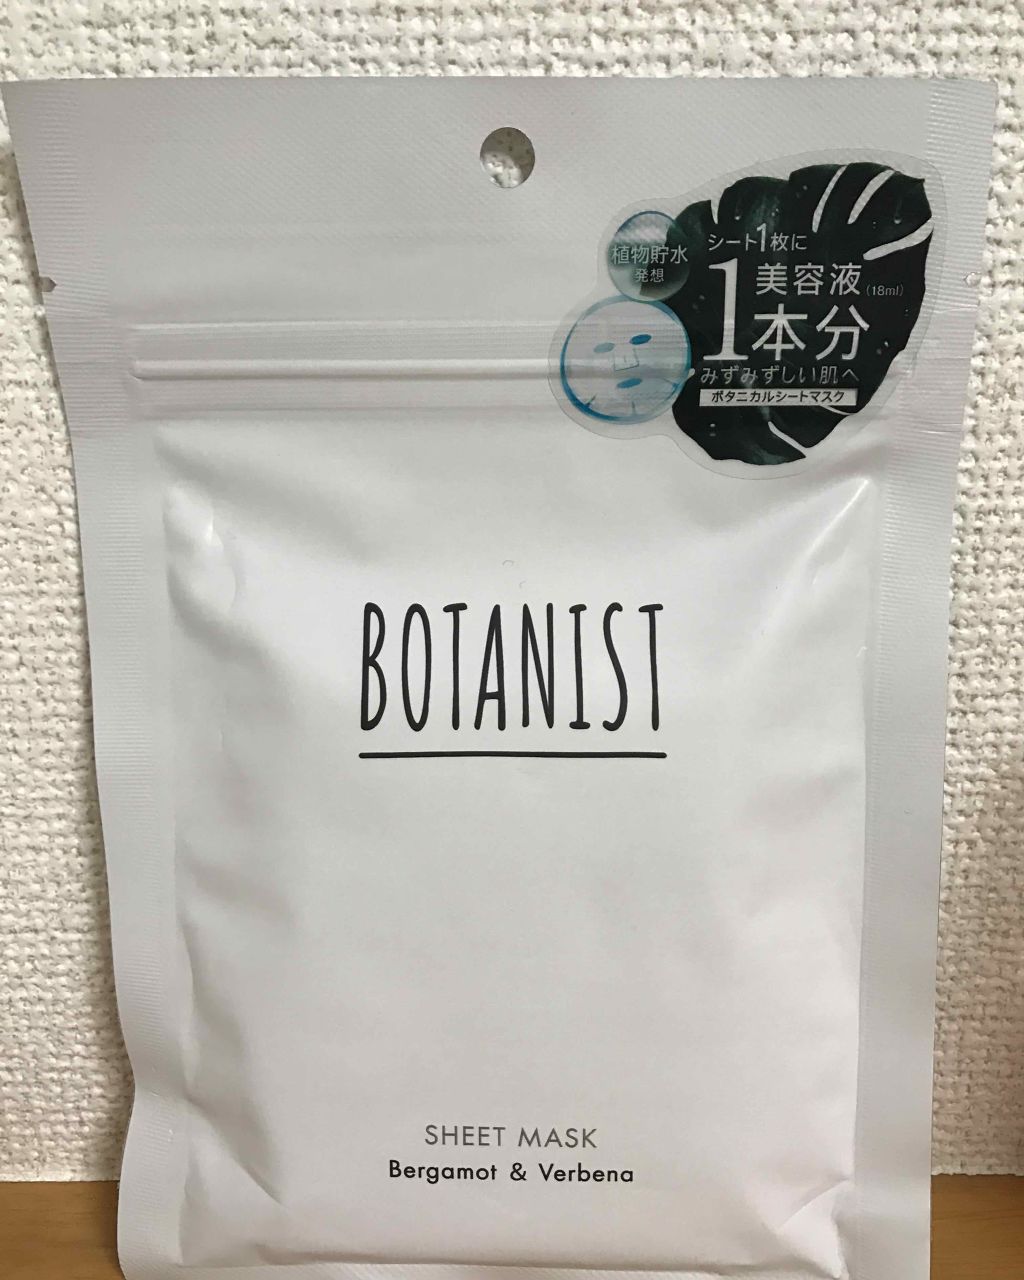 植物貯水
発想
シート1枚に
1美容液(18ml)
本分
みずみずしい肌へ
ボタニカルシートマスク
BOTANIST
SHEET MASK
Bergamot & Verbena